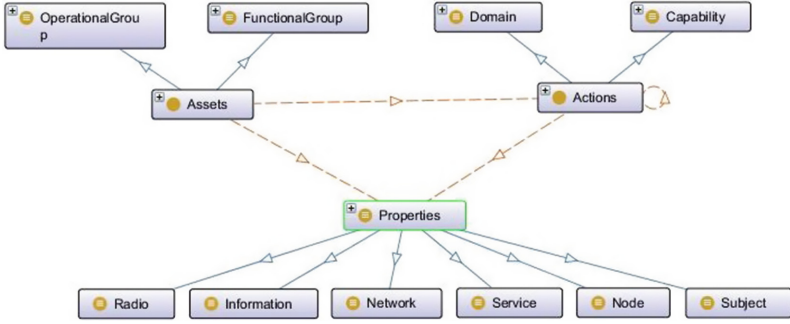 OperationalGrou
p
FunctionalGroup
Domain
Capability
Assets
Actions
Properties
Radio
Information
Network
Service
Node
Subject